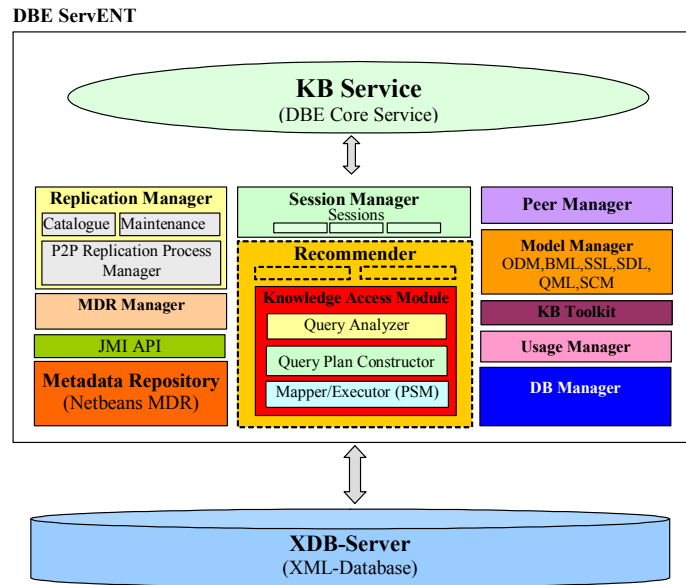 DBE ServENT
KB Service
(DBE Core Service)
Replication Manager
Catalogue
Maintenance
P2P Replication Process
Manager
MDR Manager
JMI API
Metadata Repository
(Netbeans MDR)
Session Manager
Sessions
Recommender
Knowledge Access Module
Query Analyzer
Query Plan Constructor
Mapper/Executor (PSM)
Peer Manager
Model Manager
ODM,BML,SSL,SDL,
QML,SCM
KB Toolkit
Usage Manager
DB Manager
XDB-Server
(XML-Database)